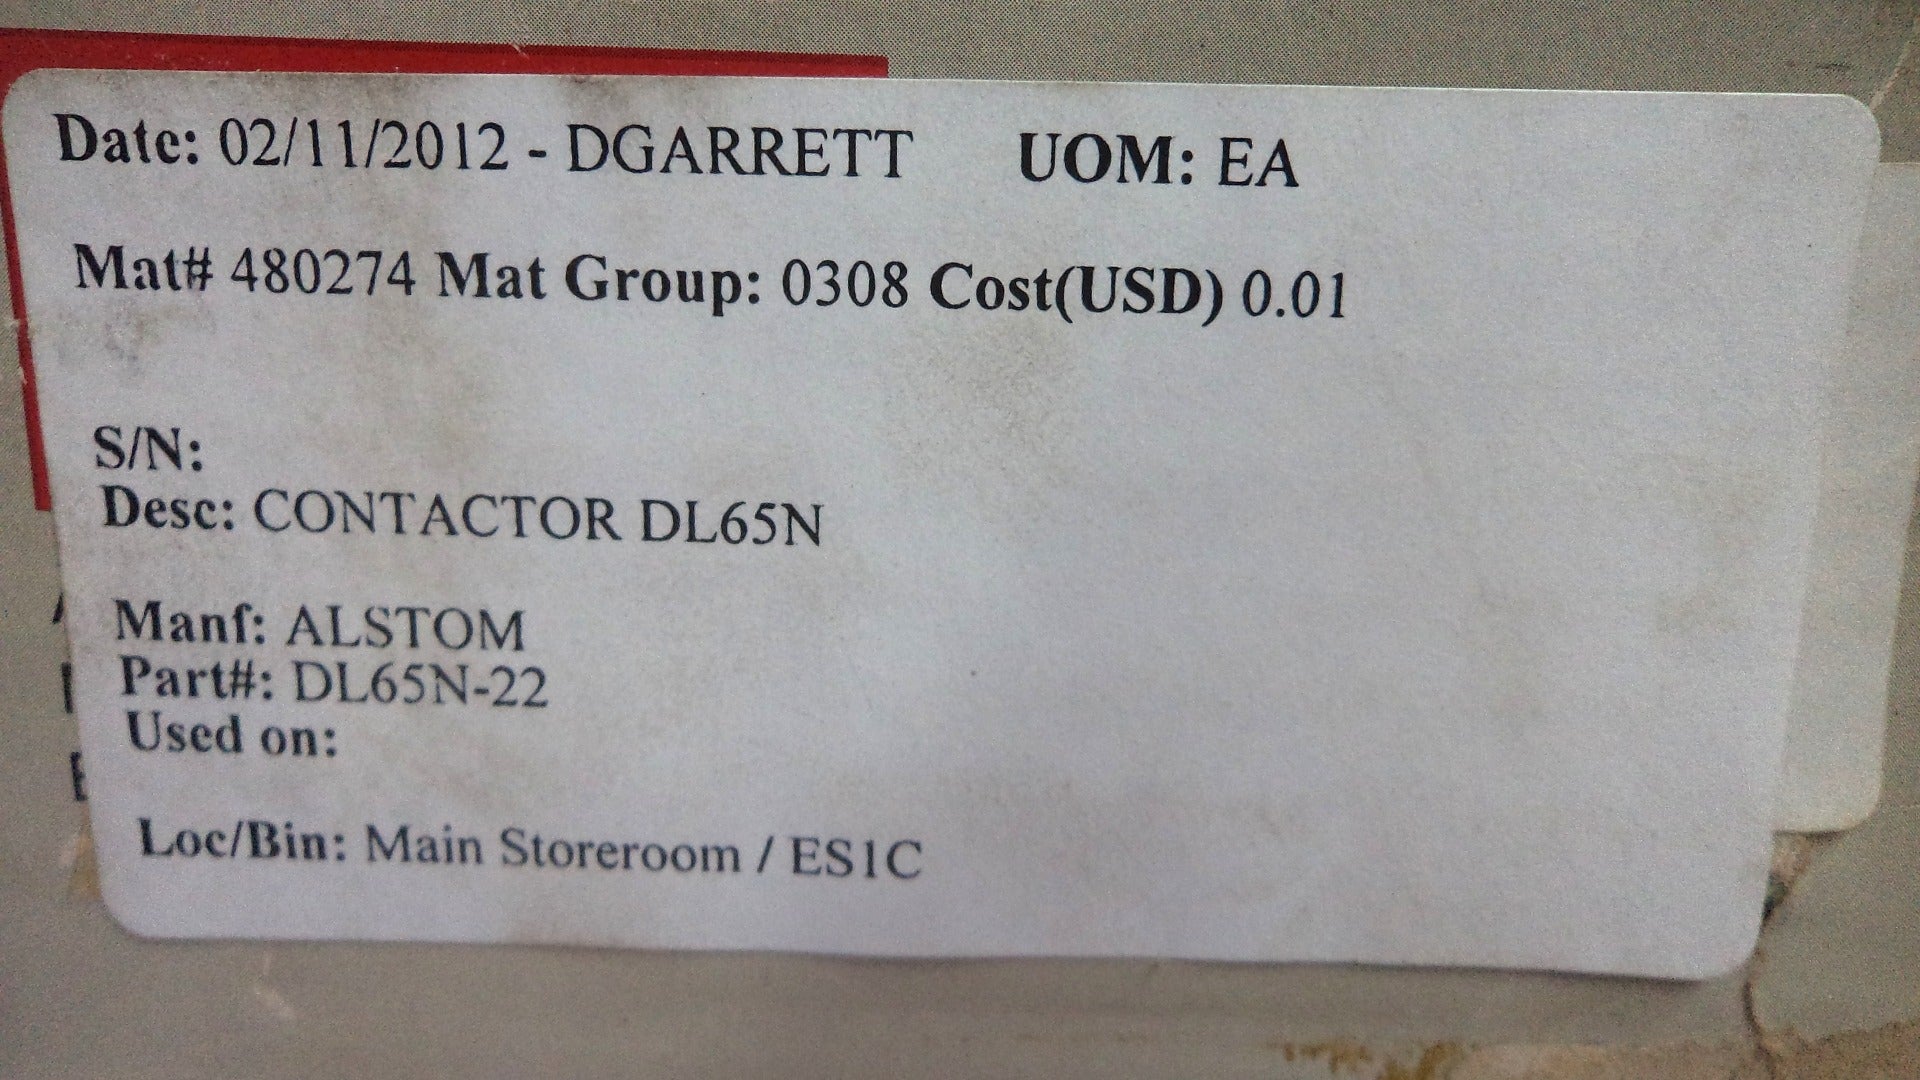 Date: 02/11/2012 - DGARRETT UOM: EA
Mat# 480274 Mat Group: 0308 Cost(USD) 0.01
S/N:
Desc: CONTACTOR DL65N
Manf: ALSTOM
Part#: DL65N-22
Used on:
Loc/Bin: Main Storeroom / ES1C